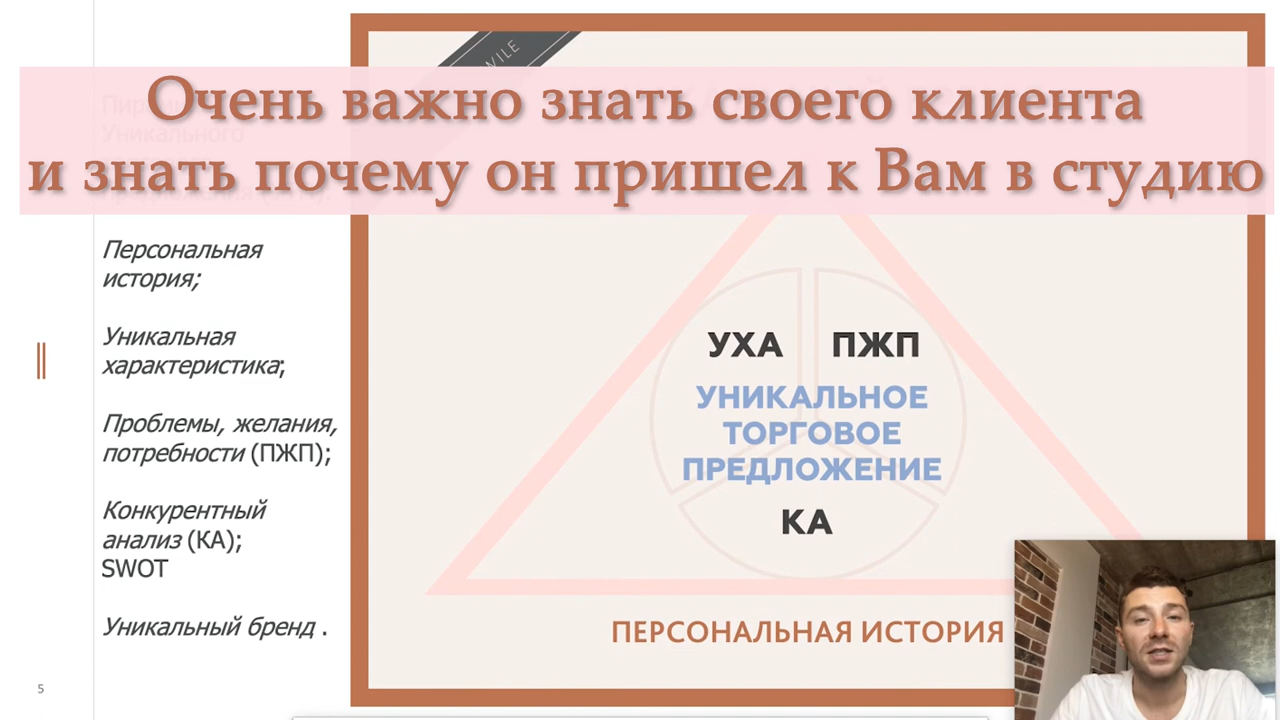 Очень важно знать своего клиента
и знать почему он пришел к Вам в студию
Уникального
Персональная
история;
Уникальная
характеристика;
Проблемы, желания,
потребности (ПЖП);
Конкурентный
анализ (КА);
SWOT
Уникальный бренд .
5
УХА ПЖП
УНИКАЛЬНОЕ
ТОРГОВОЕ
ПРЕДЛОЖЕНИЕ
КА
ПЕРСОНАЛЬНАЯ ИСТОРИЯ